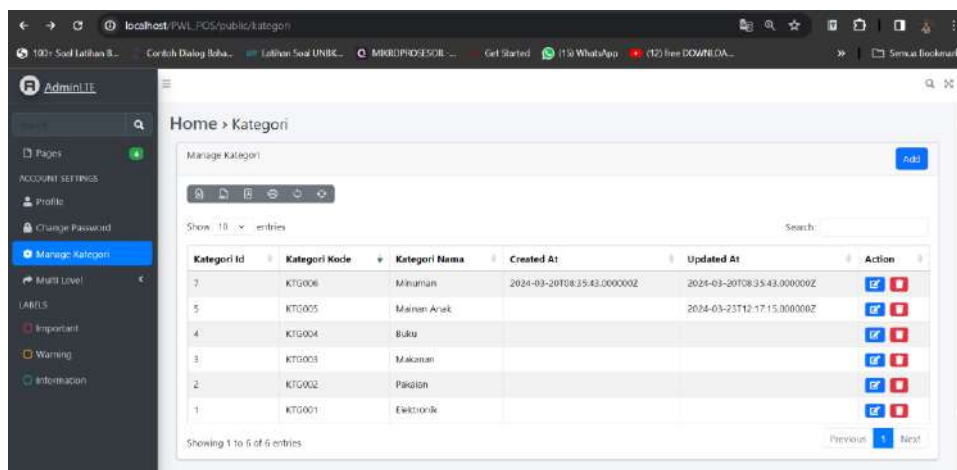 localhost/PWL_POS/public/kategori
100+ Soal Latihan B... Contoh Dialog Baha... Latihan Soal UNBK... MIKROPROSESOR -... Get Started (15) WhatsApp (12) free DOWNLOA... » Semua Bookmark
AdminLTE
Home › Kategori
Pages 4
Manage Kategori Add
ACCOUNT SETTINGS
Profile
Change Password
Show 10 entries Search:
Manage Kategori
Kategori Id Kategori Kode Kategori Nama Created At Updated At Action
Multi Level
7 KTG006 Minuman 2024-03-20T08:35:43.000000Z 2024-03-20T08:35:43.000000Z
LABELS
5 KTG005 Mainan Anak 2024-03-23T12:17:15.000000Z
Important
4 KTG004 Buku
Warning
3 KTG003 Makanan
Information
2 KTG002 Pakaian
1 KTG001 Elektronik
Showing 1 to 6 of 6 entries Previous 1 Next